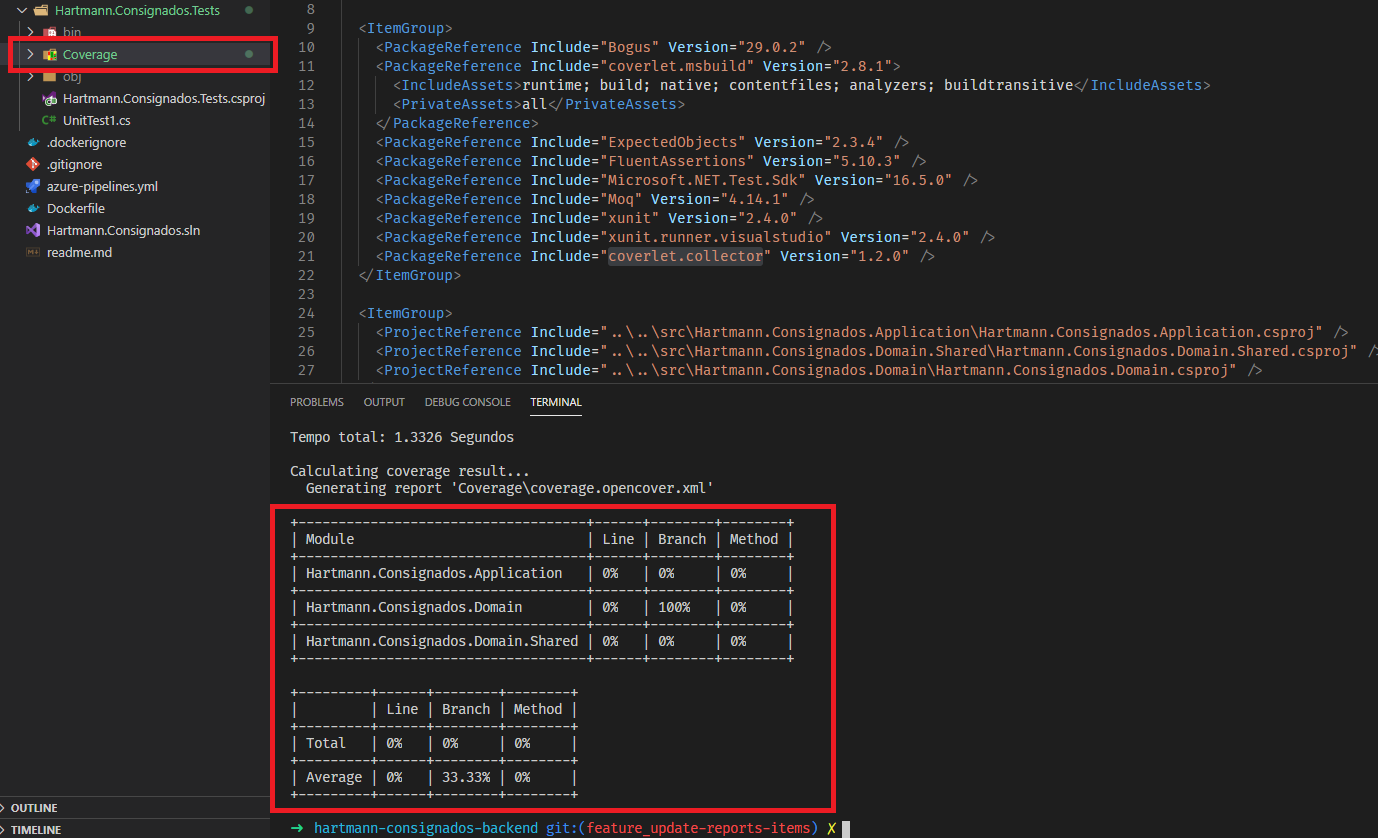 Hartmann.Consignados.Tests
bin
Coverage
obj
Hartmann.Consignados.Tests.csproj
C# UnitTest1.cs
.dockerignore
.gitignore
azure-pipelines.yml
Dockerfile
Hartmann.Consignados.sln
readme.md
OUTLINE
TIMELINE
8
9 <ItemGroup>
10 <PackageReference Include="Bogus" Version="29.0.2" />
11 <PackageReference Include="coverlet.msbuild" Version="2.8.1">
12 <IncludeAssets>runtime; build; native; contentfiles; analyzers; buildtransitive</IncludeAssets>
13 <PrivateAssets>all</PrivateAssets>
14 </PackageReference>
15 <PackageReference Include="ExpectedObjects" Version="2.3.4" />
16 <PackageReference Include="FluentAssertions" Version="5.10.3" />
17 <PackageReference Include="Microsoft.NET.Test.Sdk" Version="16.5.0" />
18 <PackageReference Include="Moq" Version="4.14.1" />
19 <PackageReference Include="xunit" Version="2.4.0" />
20 <PackageReference Include="xunit.runner.visualstudio" Version="2.4.0" />
21 <PackageReference Include="coverlet.collector" Version="1.2.0" />
22 </ItemGroup>
23
24 <ItemGroup>
25 <ProjectReference Include="..\..\src\Hartmann.Consignados.Application\Hartmann.Consignados.Application.csproj" />
26 <ProjectReference Include="..\..\src\Hartmann.Consignados.Domain.Shared\Hartmann.Consignados.Domain.Shared.csproj" />
27 <ProjectReference Include="..\..\src\Hartmann.Consignados.Domain\Hartmann.Consignados.Domain.csproj" />
PROBLEMS OUTPUT DEBUG CONSOLE TERMINAL
Tempo total: 1.3326 Segundos
Calculating coverage result...
Generating report 'Coverage\coverage.opencover.xml'
+------------------------------------+------+--------+--------+
| Module | Line | Branch | Method |
+------------------------------------+------+--------+--------+
| Hartmann.Consignados.Application | 0% | 0% | 0% |
+------------------------------------+------+--------+--------+
| Hartmann.Consignados.Domain | 0% | 100% | 0% |
+------------------------------------+------+--------+--------+
| Hartmann.Consignados.Domain.Shared | 0% | 0% | 0% |
+------------------------------------+------+--------+--------+
+---------+------+--------+--------+
| | Line | Branch | Method |
+---------+------+--------+--------+
| Total | 0% | 0% | 0% |
+---------+------+--------+--------+
| Average | 0% | 33.33% | 0% |
+---------+------+--------+--------+
➜ hartmann-consignados-backend git:(feature_update-reports-items) ✗